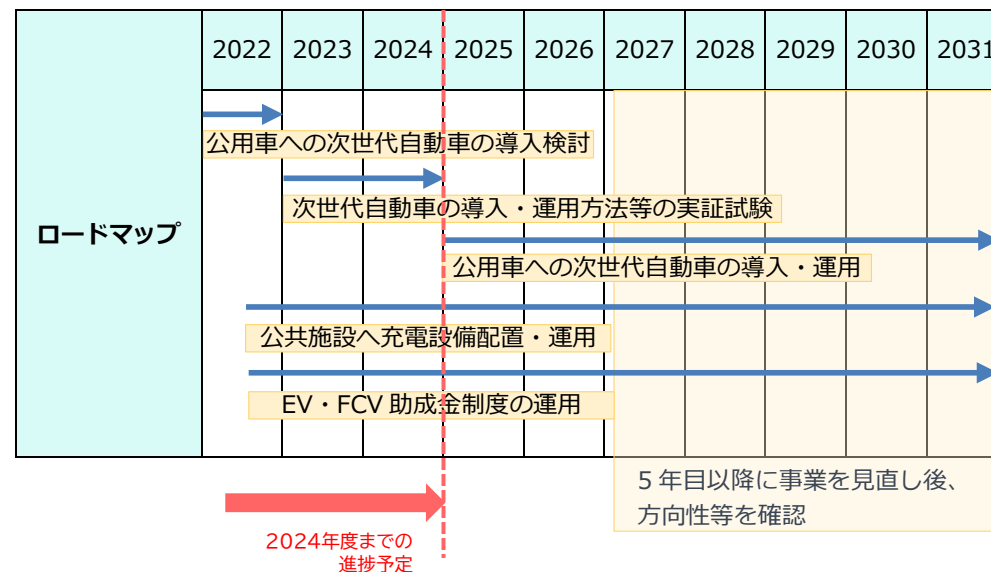 2022 2023 2024 2025 2026 2027 2028 2029 2030 2031
公用車への次世代自動車の導入検討
次世代自動車の導入・運用方法等の実証試験
ロードマップ
公用車への次世代自動車の導入・運用
公共施設へ充電設備配置・運用
EV・FCV 助成金制度の運用
5 年目以降に事業を見直し後、
方向性等を確認
2024年度までの
進捗予定